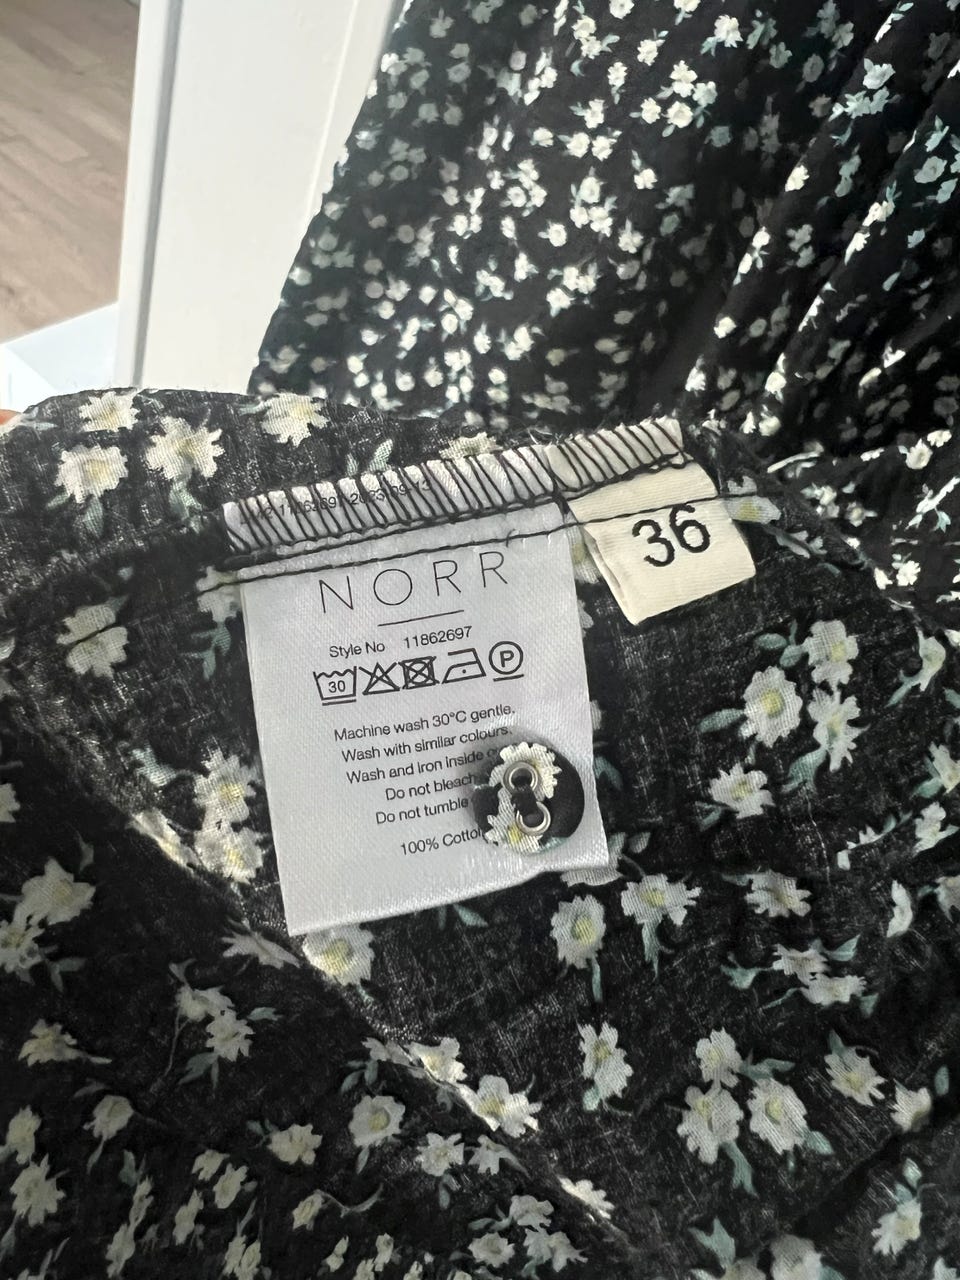 NORR
36
Style No 11862697
30
P
Machine wash 30°C gentle.
Wash with similar colours.
Wash and iron inside
Do not bleach
Do not tumble
100%